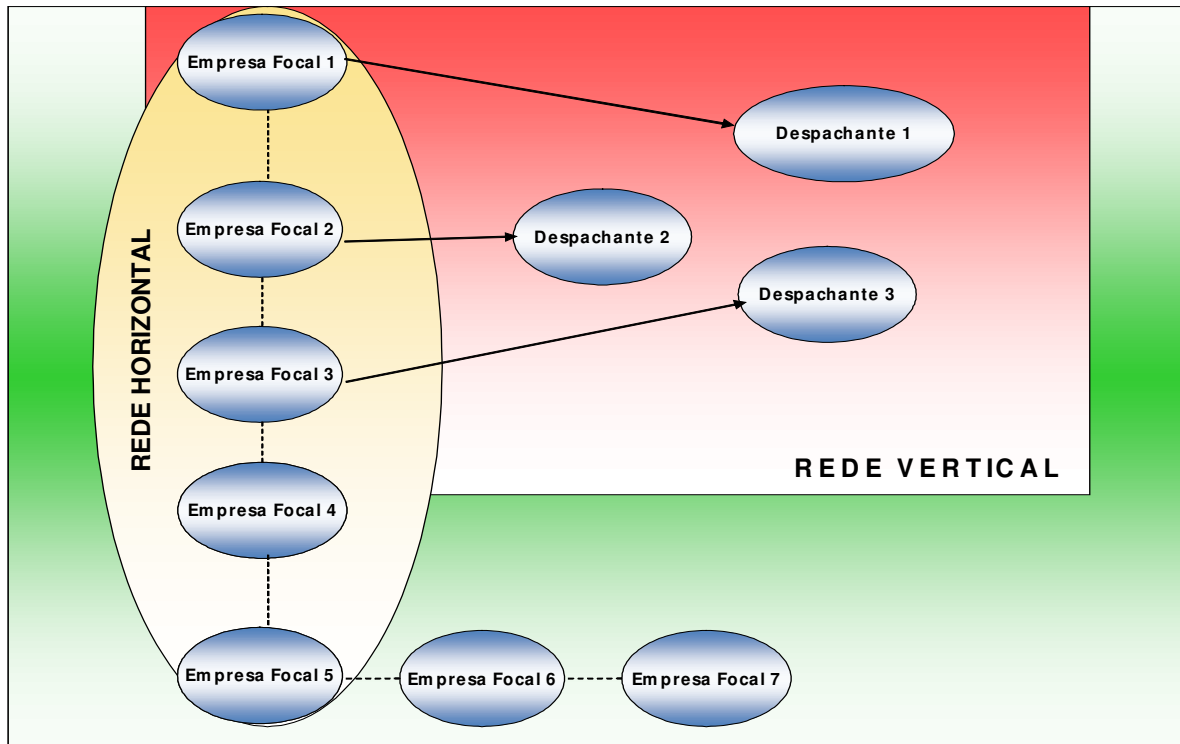 Empresa Focal 1
Despachante 1
Empresa Focal 2
Despachante 2
Despachante 3
REDE HORIZONTAL
Empresa Focal 3
REDE VERTICAL
Empresa Focal 4
Empresa Focal 5
Empresa Focal 6
Empresa Focal 7